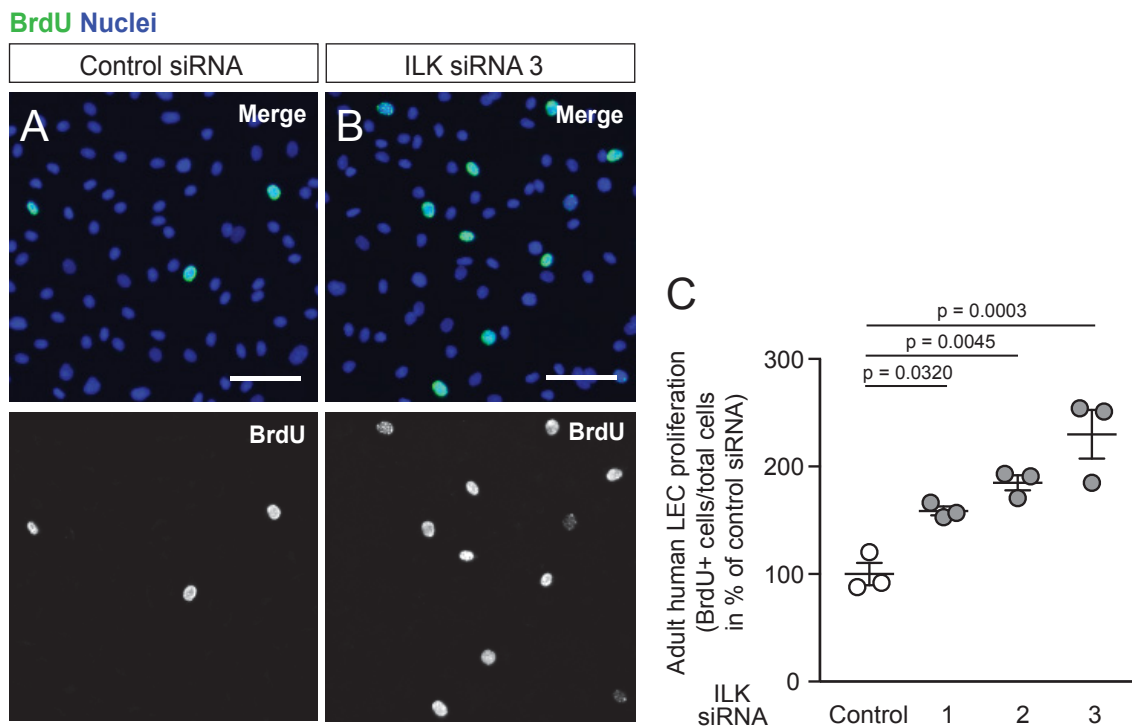 BrdU Nuclei
Control siRNA
ILK siRNA 3
A
Merge
B
Merge
BrdU
BrdU
C
p = 0.0003
p = 0.0045
p = 0.0320
Adult human LEC proliferation
(BrdU+ cells/total cells
in % of control siRNA)
300
200
100
0
ILK
siRNA
Control
1
2
3